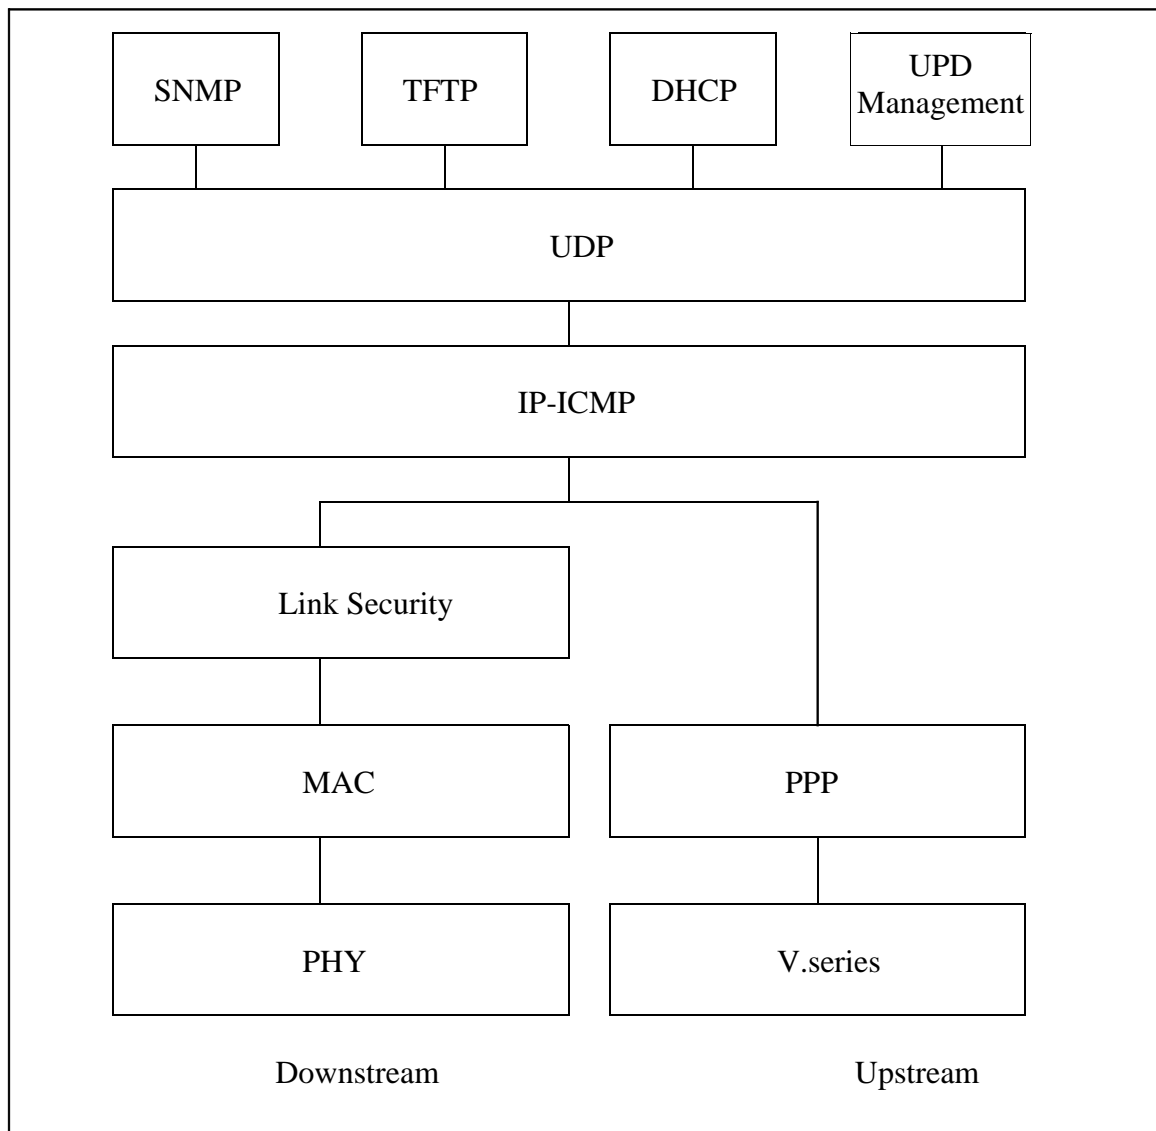 SNMP
TFTP
DHCP
UPD
Management
UDP
IP-ICMP
Link Security
MAC
PPP
PHY
V.series
Downstream
Upstream